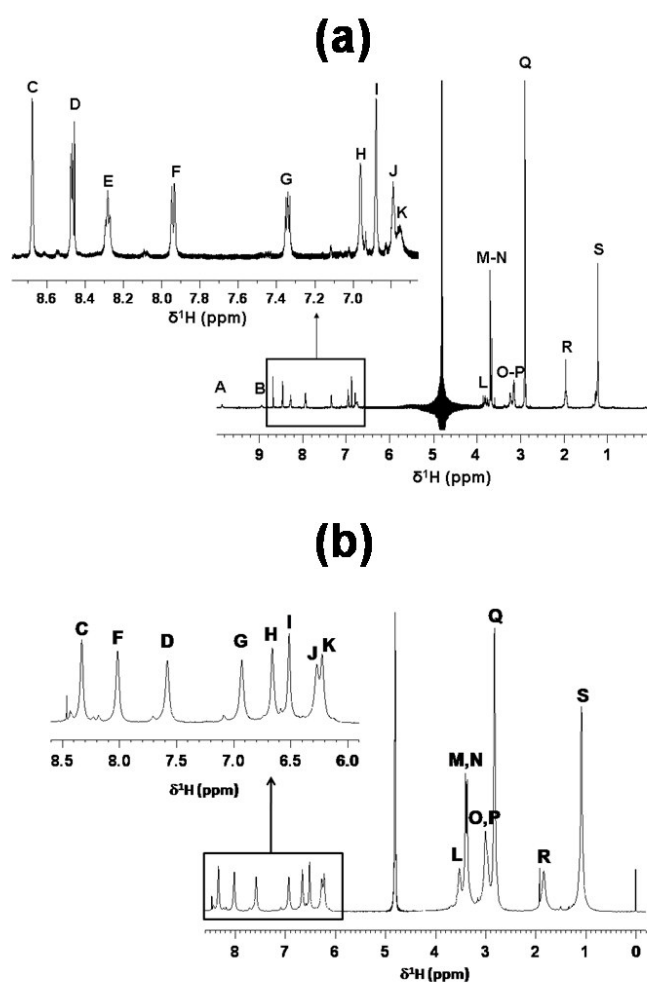 (a)
C
D
E
F
G
H
I
J
K
Q
8.6 8.4 8.2 8.0 7.8 7.6 7.4 7.2 7.0
δ¹H (ppm)
M-N
S
A
B
L
O-P
R
9 8 7 6 5 4 3 2 1
δ¹H (ppm)
(b)
C
F
D
G
H
I
J
K
Q
S
8.5 8.0 7.5 7.0 6.5 6.0
δ¹H (ppm)
M,N
O,P
L
R
8 7 6 5 4 3 2 1 0
δ¹H (ppm)